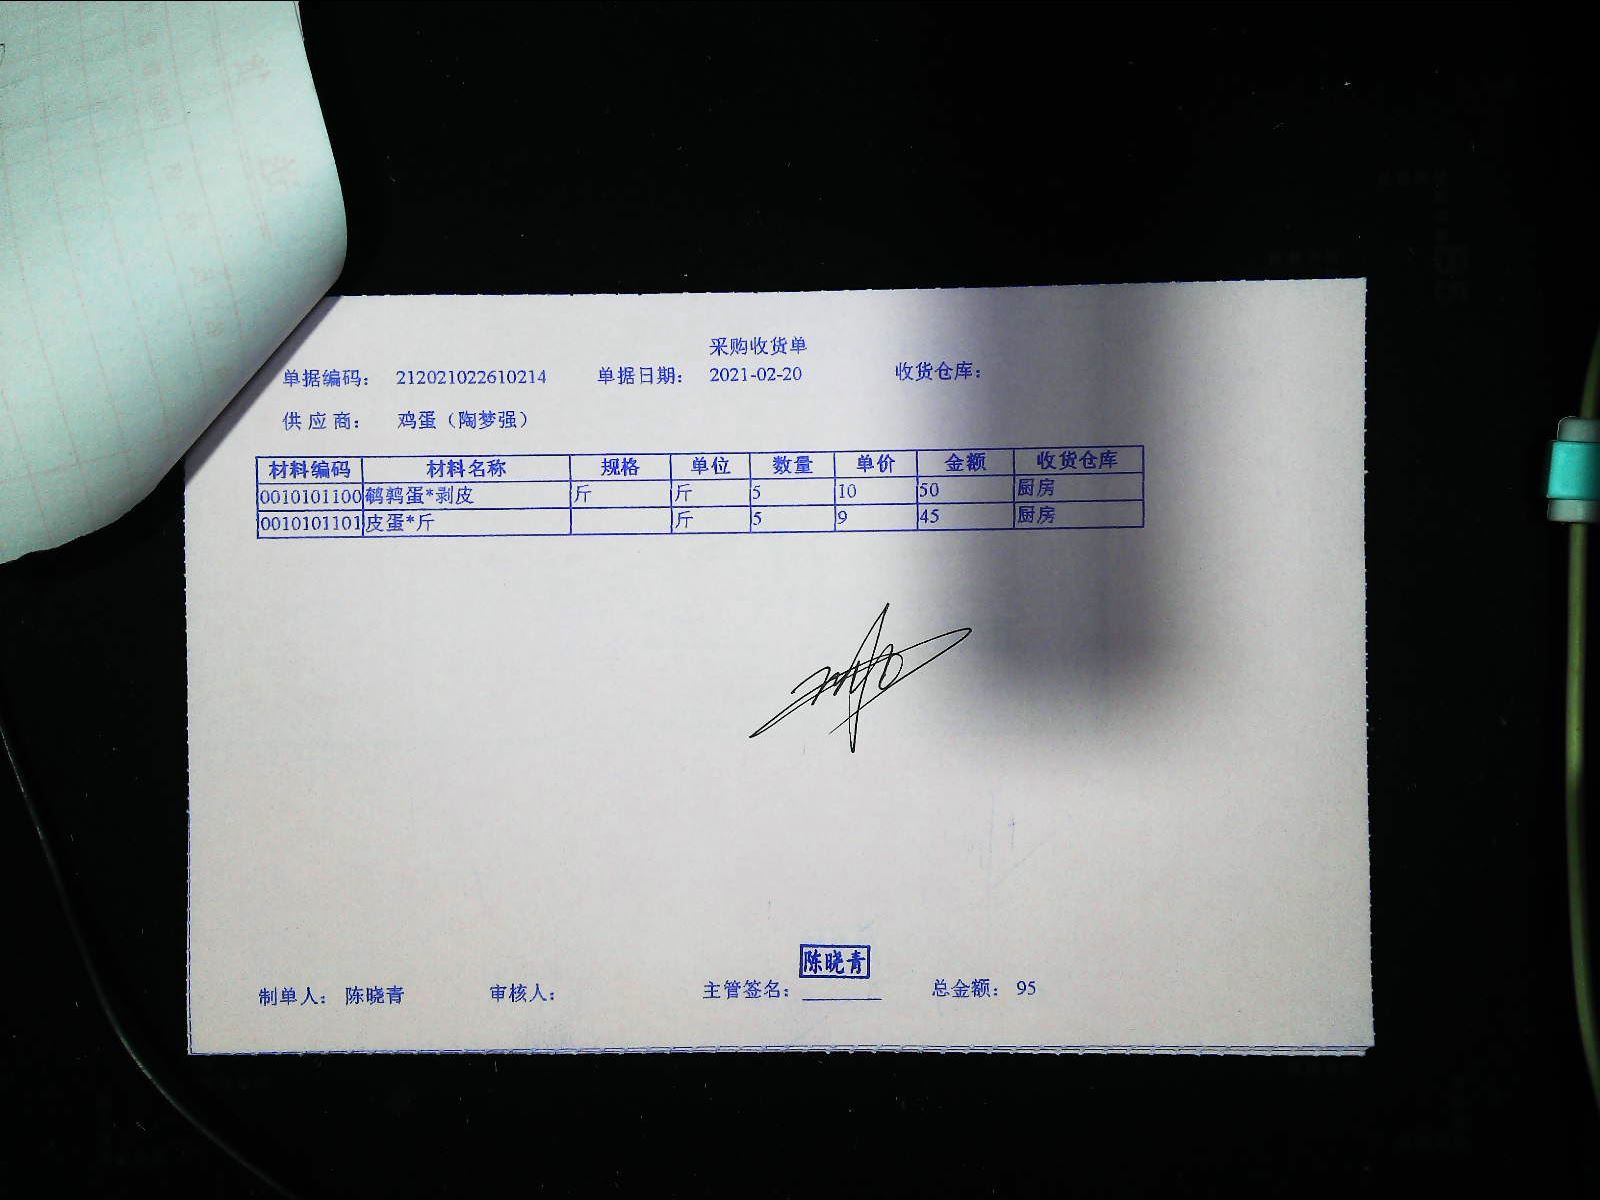 采购收货单
单据编码： 212021022610214 单据日期： 2021-02-20 收货仓库：
供 应 商： 鸡蛋（陶梦强）
材料编码 材料名称 规格 单位 数量 单价 金额 收货仓库
0010101100 鹌鹑蛋*剥皮 斤 斤 5 10 50 厨房
0010101101 皮蛋*斤 斤 5 9 45 厨房
陈晓青
制单人： 陈晓青 审核人： 主管签名： 总金额： 95